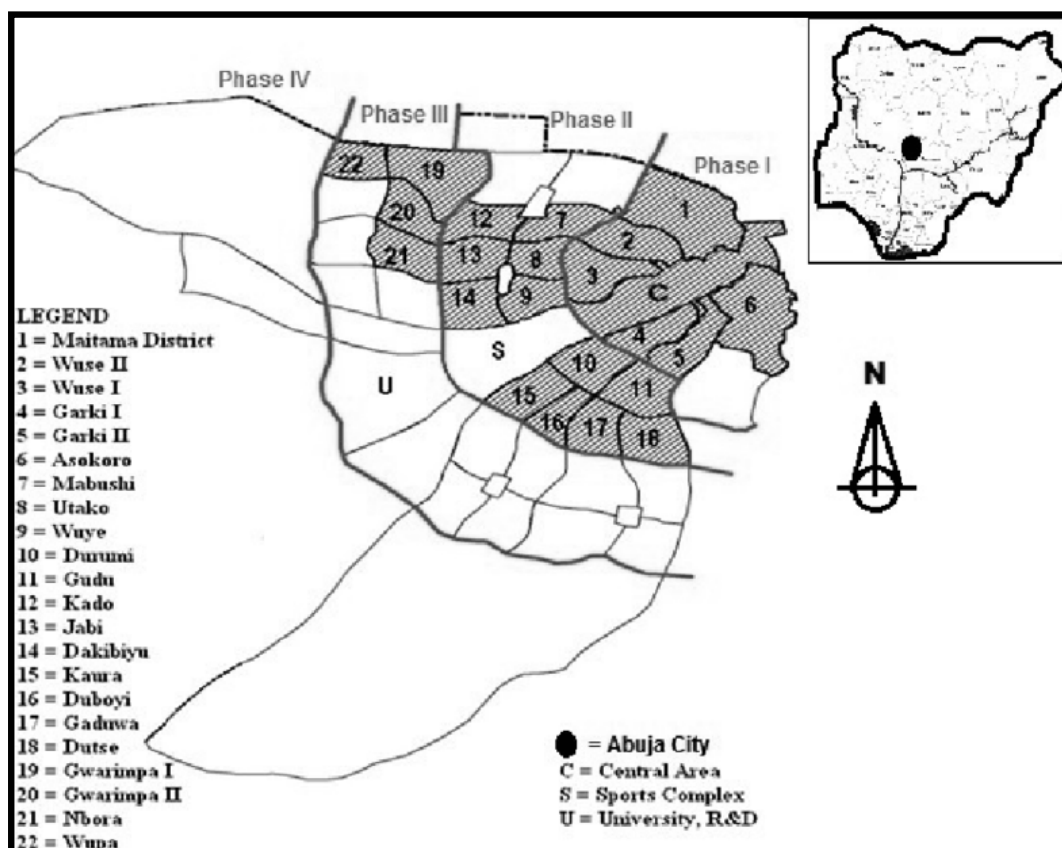 Phase IV
Phase III
Phase II
Phase I
22
19
1
20
12
7
2
21
13
8
3
C
6
14
9
4
S
5
10
U
11
15
16
17
18
N
LEGEND
1 = Maitama District
2 = Wuse II
3 = Wuse I
4 = Garki I
5 = Garki II
6 = Asokoro
7 = Mabushi
8 = Utako
9 = Wuye
10 = Durumi
11 = Gudu
12 = Kado
13 = Jabi
14 = Dakibiyu
15 = Kaura
16 = Duboyi
17 = Gaduwa
18 = Dutse
19 = Gwarimpa I
20 = Gwarimpa II
21 = Nbora
22 = Wupa
= Abuja City
C = Central Area
S = Sports Complex
U = University, R&D